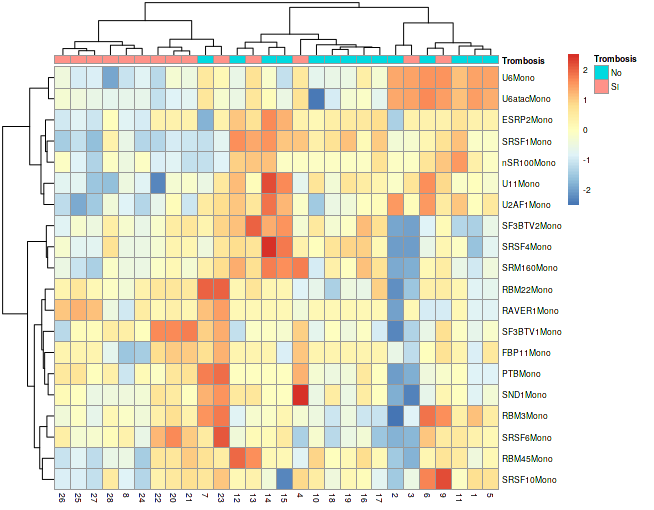 Trombosis
Trombosis
No
SI
2
1
0
-1
-2
U6Mono
U6atacMono
ESRP2Mono
SRSF1Mono
nSR100Mono
U11Mono
U2AF1Mono
SF3BTV2Mono
SRSF4Mono
SRM160Mono
RBM22Mono
RAVER1Mono
SF3BTV1Mono
FBP11Mono
PTBMono
SND1Mono
RBM3Mono
SRSF6Mono
RBM45Mono
SRSF10Mono
26 25 27 28 8 24 22 20 21 7 23 12 13 14 15 4 10 18 19 16 17 2 3 6 9 11 1 5